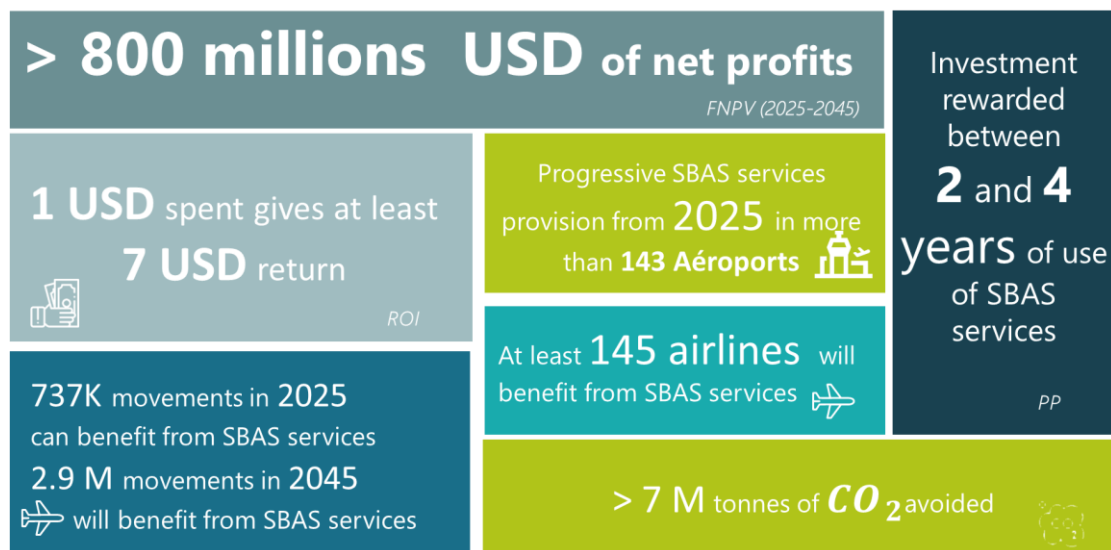 > 800 millions USD of net profits
FNPV (2025-2045)
1 USD spent gives at least
7 USD return
ROI
Progressive SBAS services
provision from 2025 in more
than 143 Aéroports
Investment
rewarded
between
2 and 4
years of use
of SBAS
services
PP
At least 145 airlines will
benefit from SBAS services
737K movements in 2025
can benefit from SBAS services
2.9 M movements in 2045
will benefit from SBAS services
> 7 M tonnes of CO₂ avoided